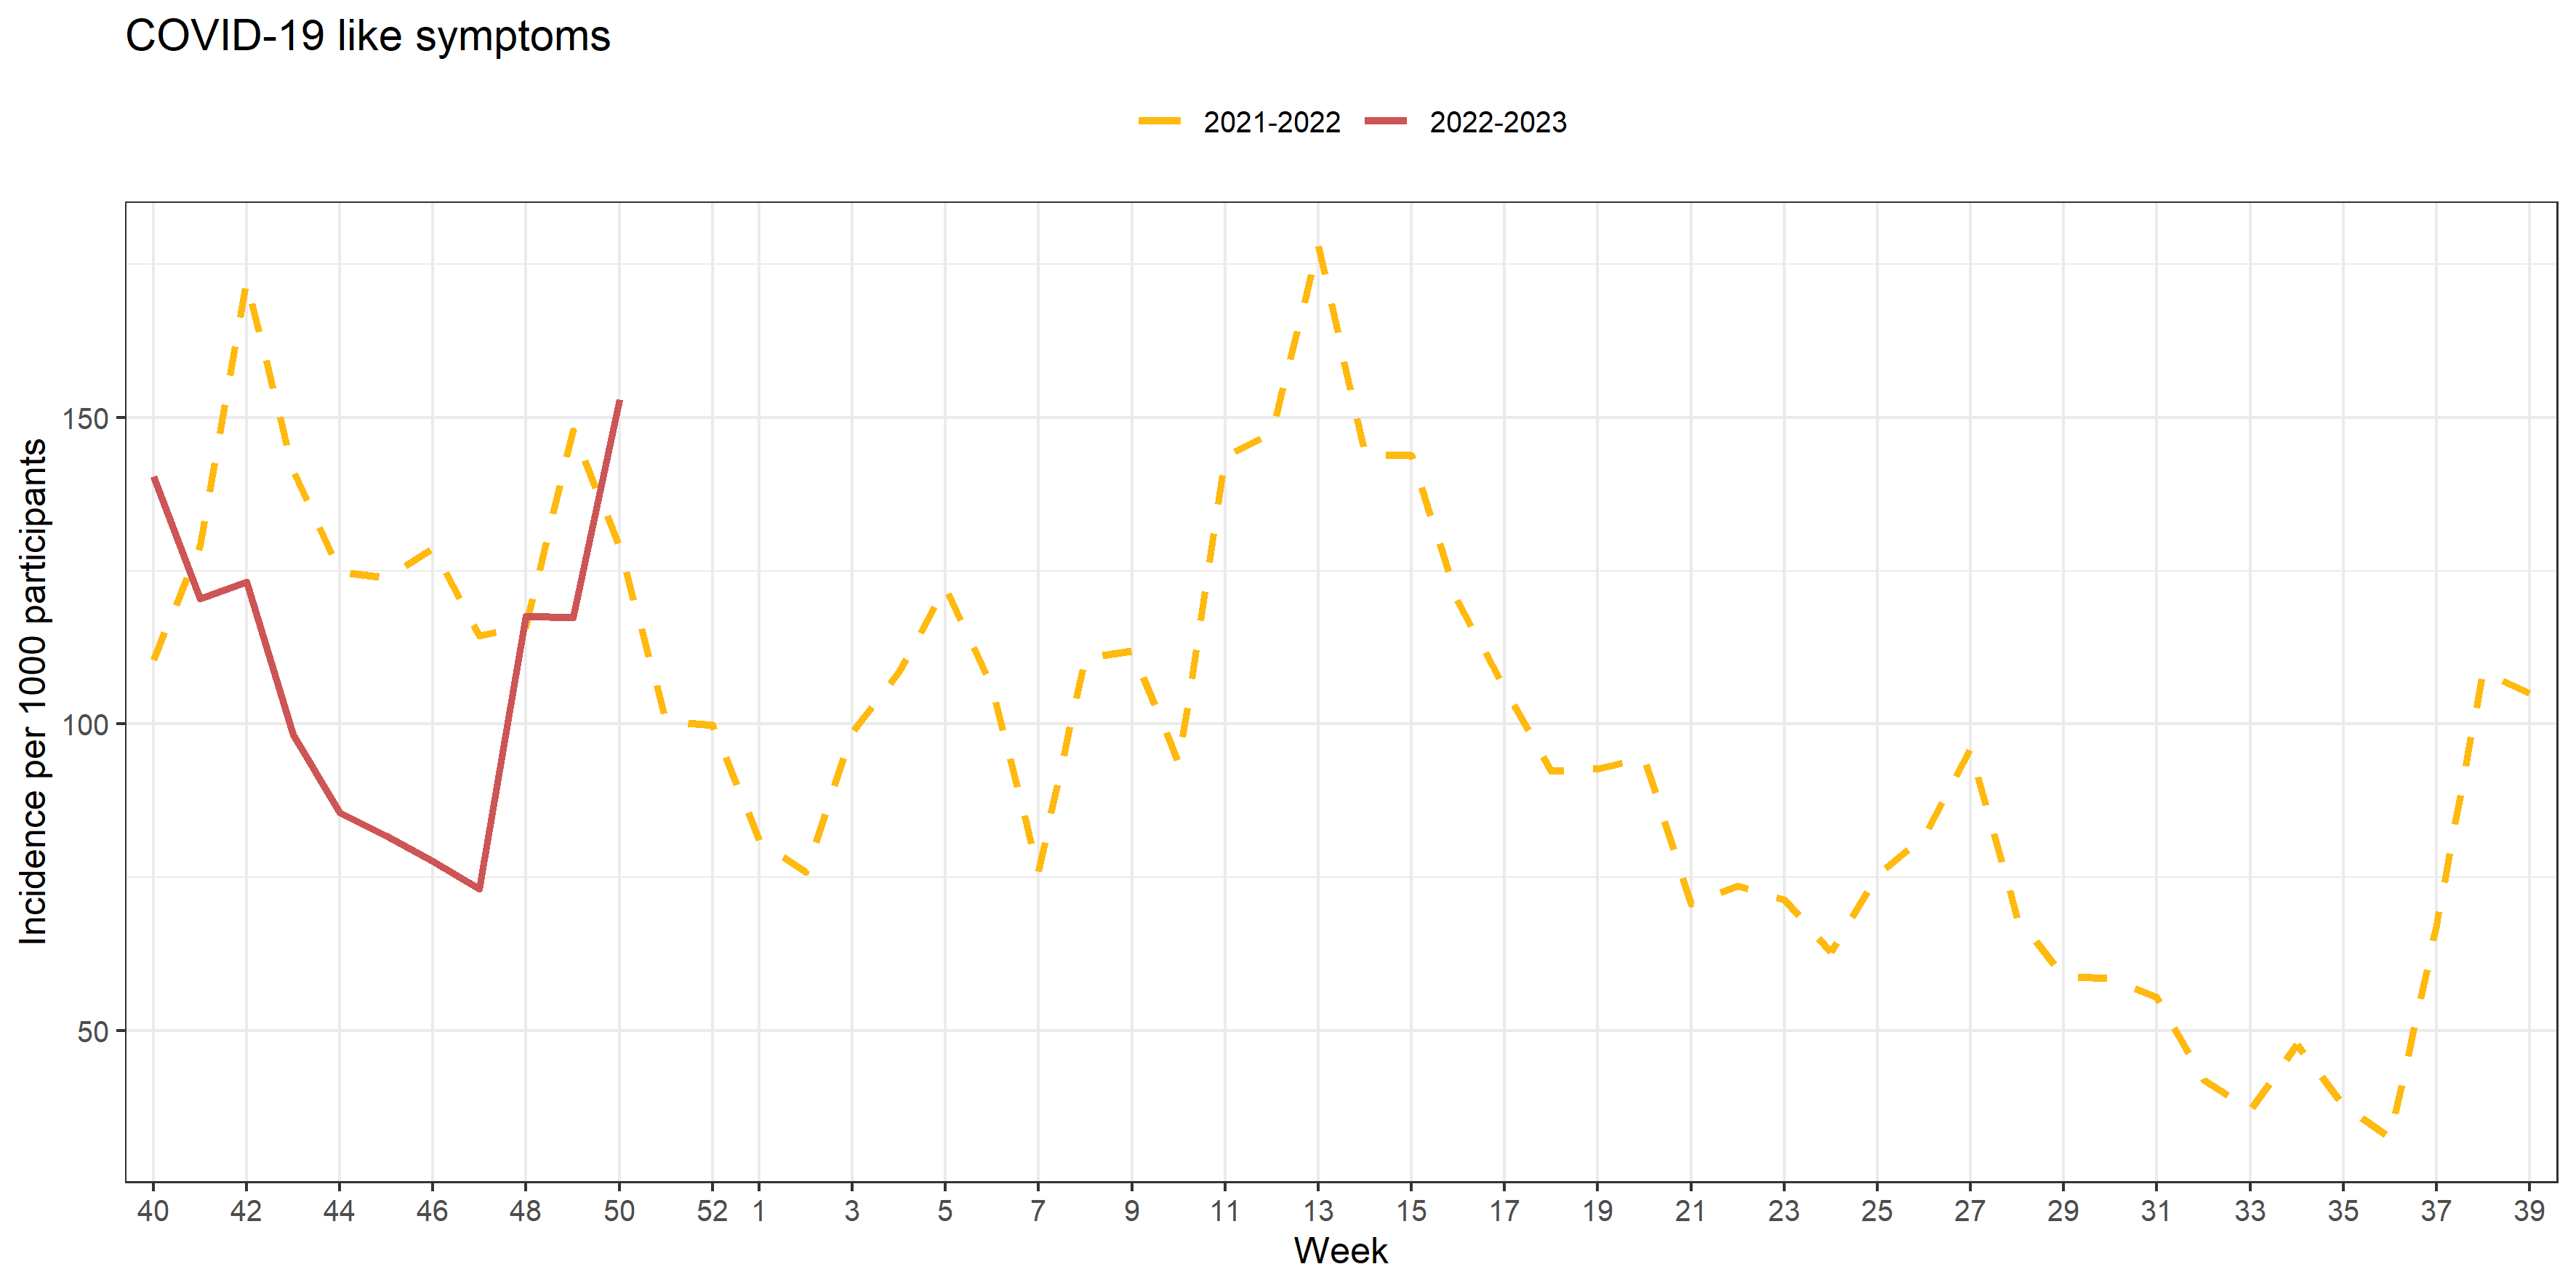 COVID-19 like symptoms
2021-2022 2022-2023
Incidence per 1000 participants
150
100
50
40 42 44 46 48 50 52 1 3 5 7 9 11 13 15 17 19 21 23 25 27 29 31 33 35 37 39
Week